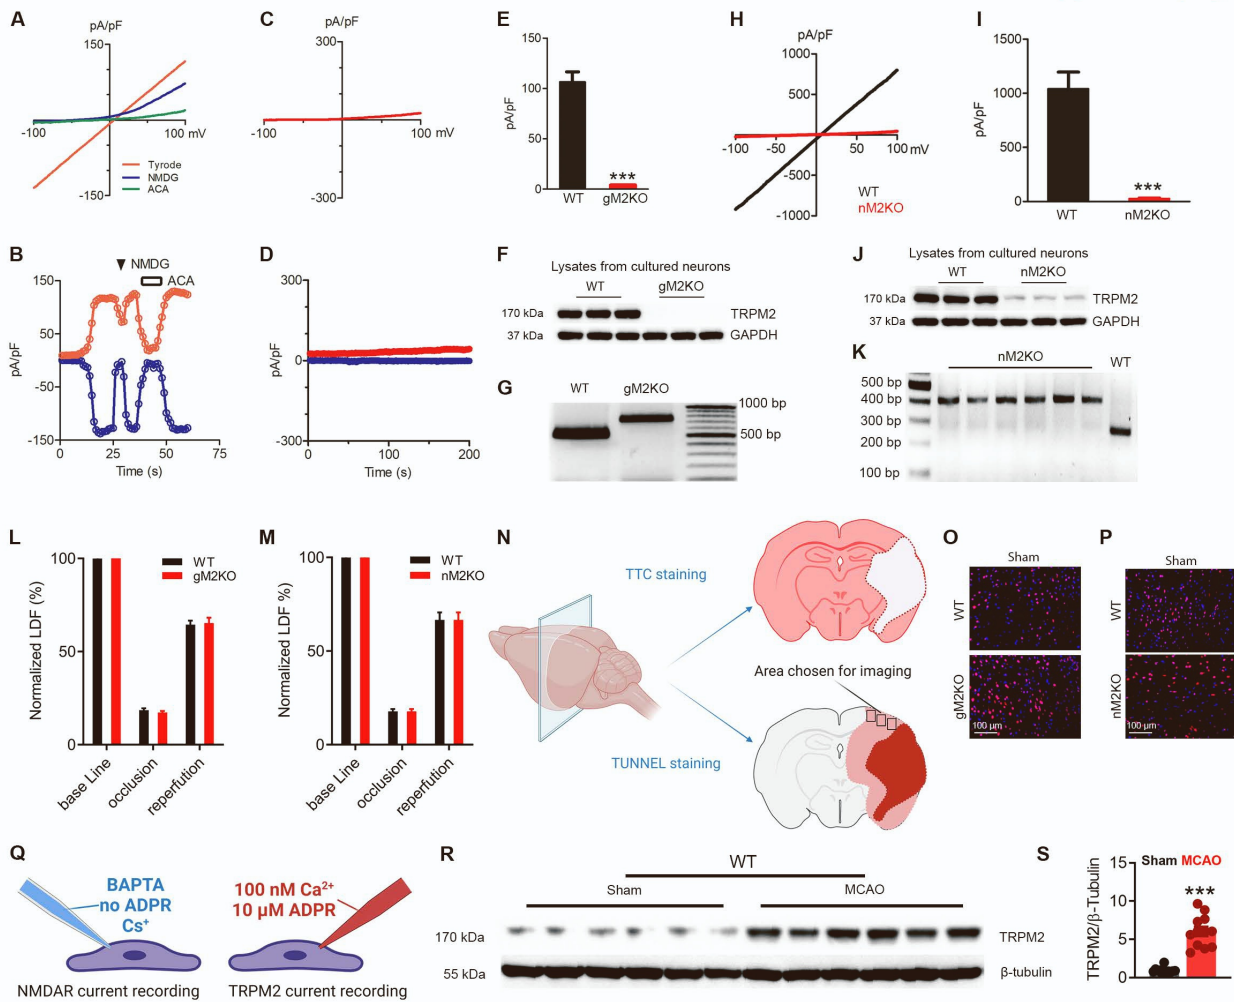 A
pA/pF
150
-100
100 mV
Tyrode
NMDG
ACA
-150
C
pA/pF
300
-100
100 mV
-300
E
150
100
50
0
pA/pF
***
WT gM2KO
H
pA/pF
1000
500
-100 -50 50 100 mV
-500
-1000
WT
nM2KO
I
1500
1000
500
0
pA/pF
***
WT nM2KO
B
NMDG
ACA
150
50
-50
-150
pA/pF
0 25 50 75
Time (s)
D
300
0
-300
pA/pF
0 100 200
Time (s)
F
Lysates from cultured neurons
WT gM2KO
170 kDa TRPM2
37 kDa GAPDH
G
WT gM2KO
1000 bp
500 bp
J
Lysates from cultured neurons
WT nM2KO
170 kDa TRPM2
37 kDa GAPDH
K
nM2KO WT
500 bp
400 bp
300 bp
200 bp
100 bp
L
WT
gM2KO
100
50
0
Normalized LDF (%)
base Line
occlusion
reperfution
M
WT
nM2KO
100
50
0
Normalized LDF %)
base Line
occlusion
reperfution
N
TTC staining
Area chosen for imaging
TUNNEL staining
O
Sham
WT
gM2KO
100 µm
P
Sham
WT
nM2KO
100 µm
Q
BAPTA
no ADPR
Cs⁺
NMDAR current recording
100 nM Ca²⁺
10 µM ADPR
TRPM2 current recording
R
WT
Sham MCAO
170 kDa TRPM2
55 kDa β-tubulin
S
Sham MCAO
15
10
5
0
TRPM2/β-Tubulin
***